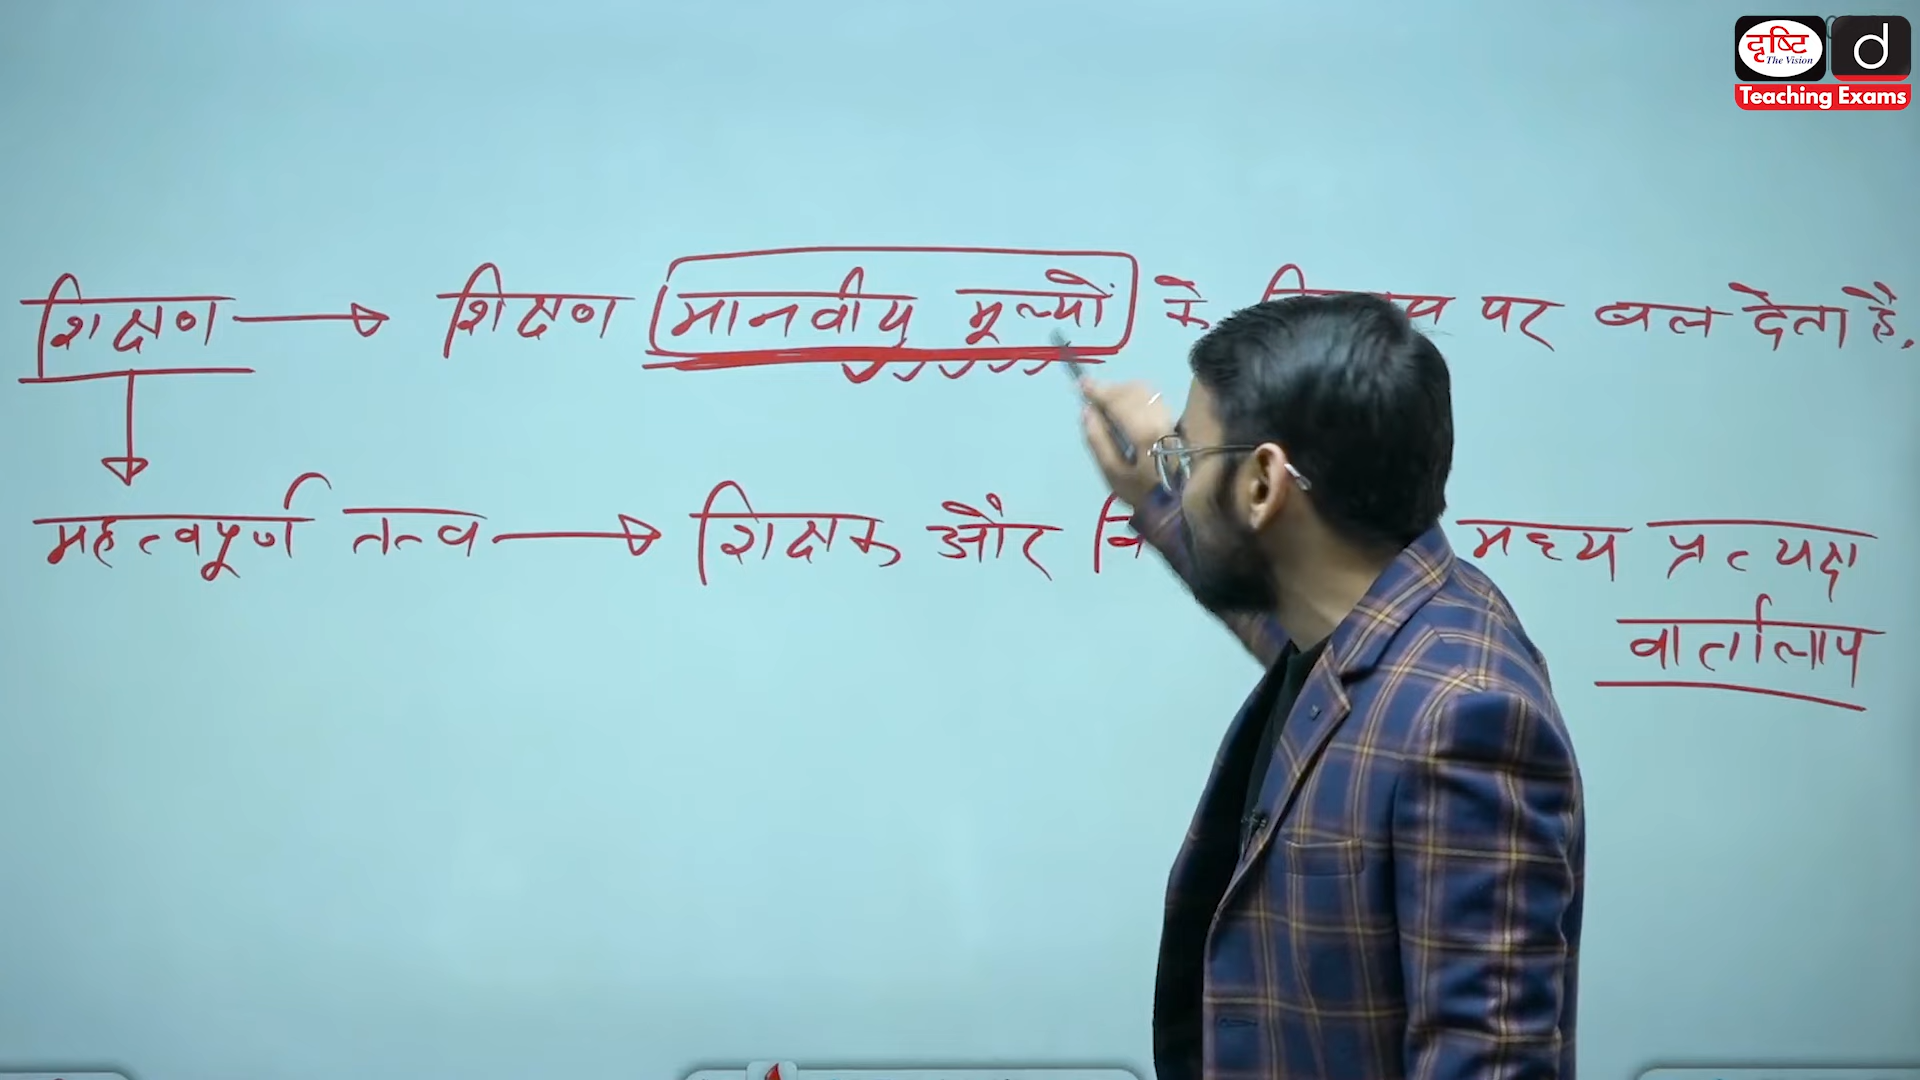 दृष्टि
The Vision
d
Teaching Exams
शिक्षण → शिक्षण मानवीय मूल्यों के पर बल देता है.
महत्वपूर्ण तत्व → शिक्षक और मध्य प्रत्यक्ष
वार्तालाप